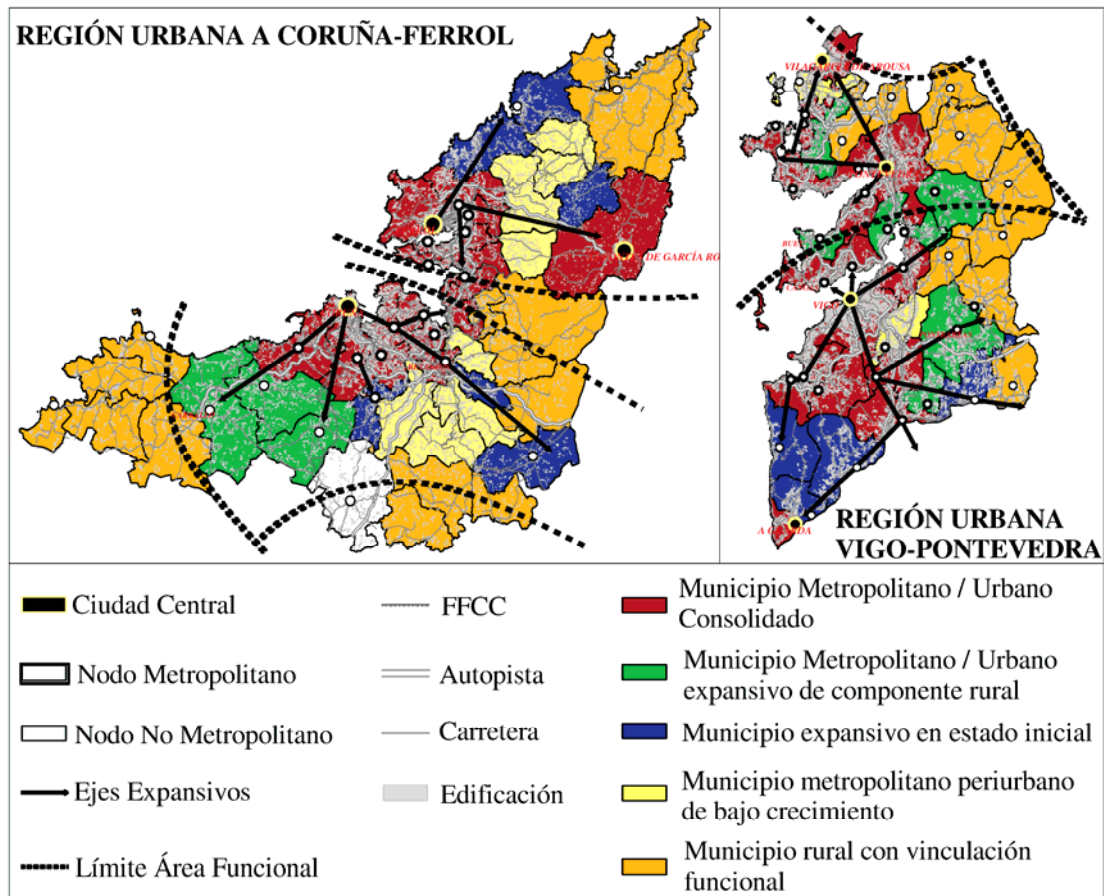 REGIÓN URBANA A CORUÑA-FERROL
DE GARCÍA RO
VIGO
REGIÓN URBANA
VIGO-PONTEVEDRA
Ciudad Central
Nodo Metropolitano
Nodo No Metropolitano
Ejes Expansivos
Límite Área Funcional
FFCC
Autopista
Carretera
Edificación
Municipio Metropolitano / Urbano
Consolidado
Municipio Metropolitano / Urbano
expansivo de componente rural
Municipio expansivo en estado inicial
Municipio metropolitano periurbano
de bajo crecimiento
Municipio rural con vinculación
funcional